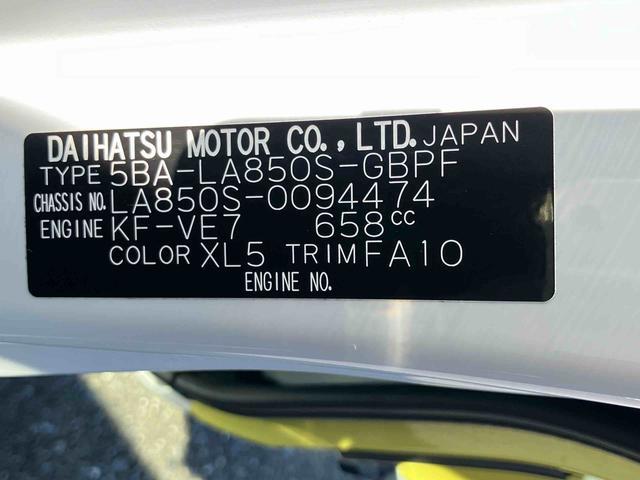 DAIHATSU MOTOR CO.,LTD. JAPAN
TYPE 5BA-LA850S-GBPF
CHASSIS NO. LA850S-0094474
ENGINE KF-VE7 658CC
COLOR XL5 TRIM FA10
ENGINE NO.